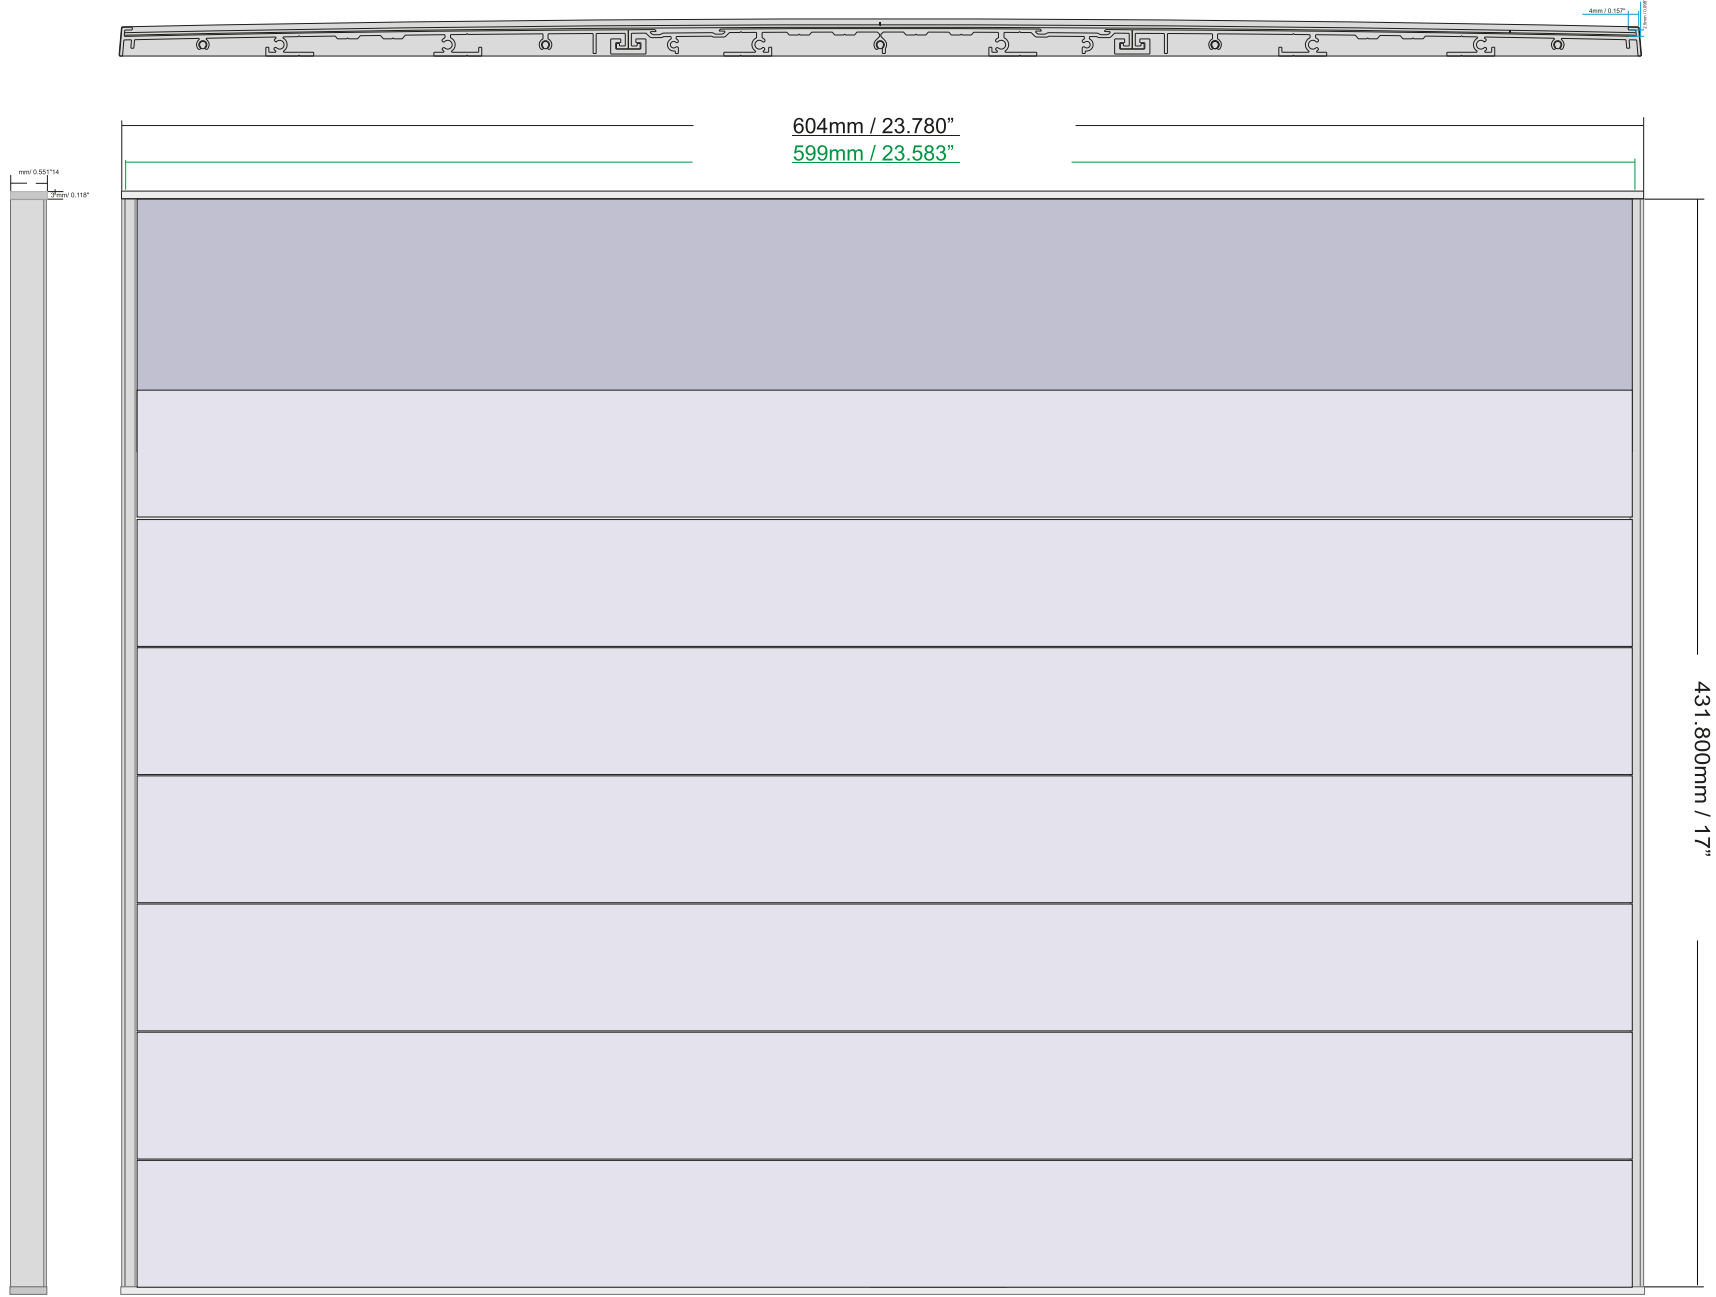 4mm / 0.157"
604mm / 23.780”
599mm / 23.583”
mm/ 0.551"14
3 mm/ 0.118"
431.800mm / 17”